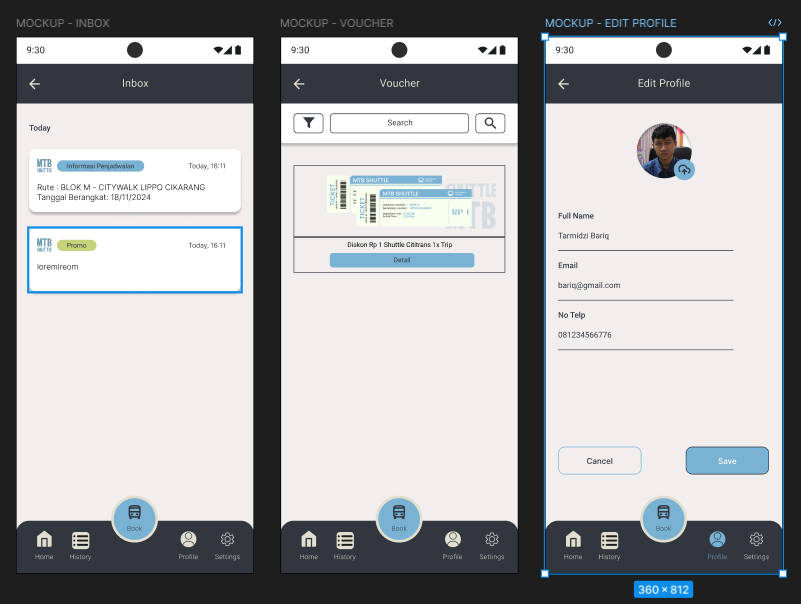 MOCKUP - INBOX
9:30
Inbox
Today
MTB
SHUTTLE
Informasi Penjadwalan
Today, 16:11
Rute : BLOK M - CITYWALK LIPPO CIKARANG
Tanggal Berangkat: 18/11/2024
MTB
SHUTTLE
Promo
Today, 16:11
loremlreom
Book
Home
History
Profile
Settings
MOCKUP - VOUCHER
9:30
Voucher
Search
MTB SHUTTLE
TICKET
MTB SHUTTLE
TICKET
RP 1
SHUTTLE
MTB
Diskon Rp 1 Shuttle Cititrans 1x Trip
Detail
Book
Home
History
Profile
Settings
MOCKUP - EDIT PROFILE
</>
9:30
Edit Profile
Full Name
Tarmidzi Bariq
Email
bariq@gmail.com
No Telp
081234566776
Cancel
Save
Book
Home
History
Profile
Settings
360 × 812